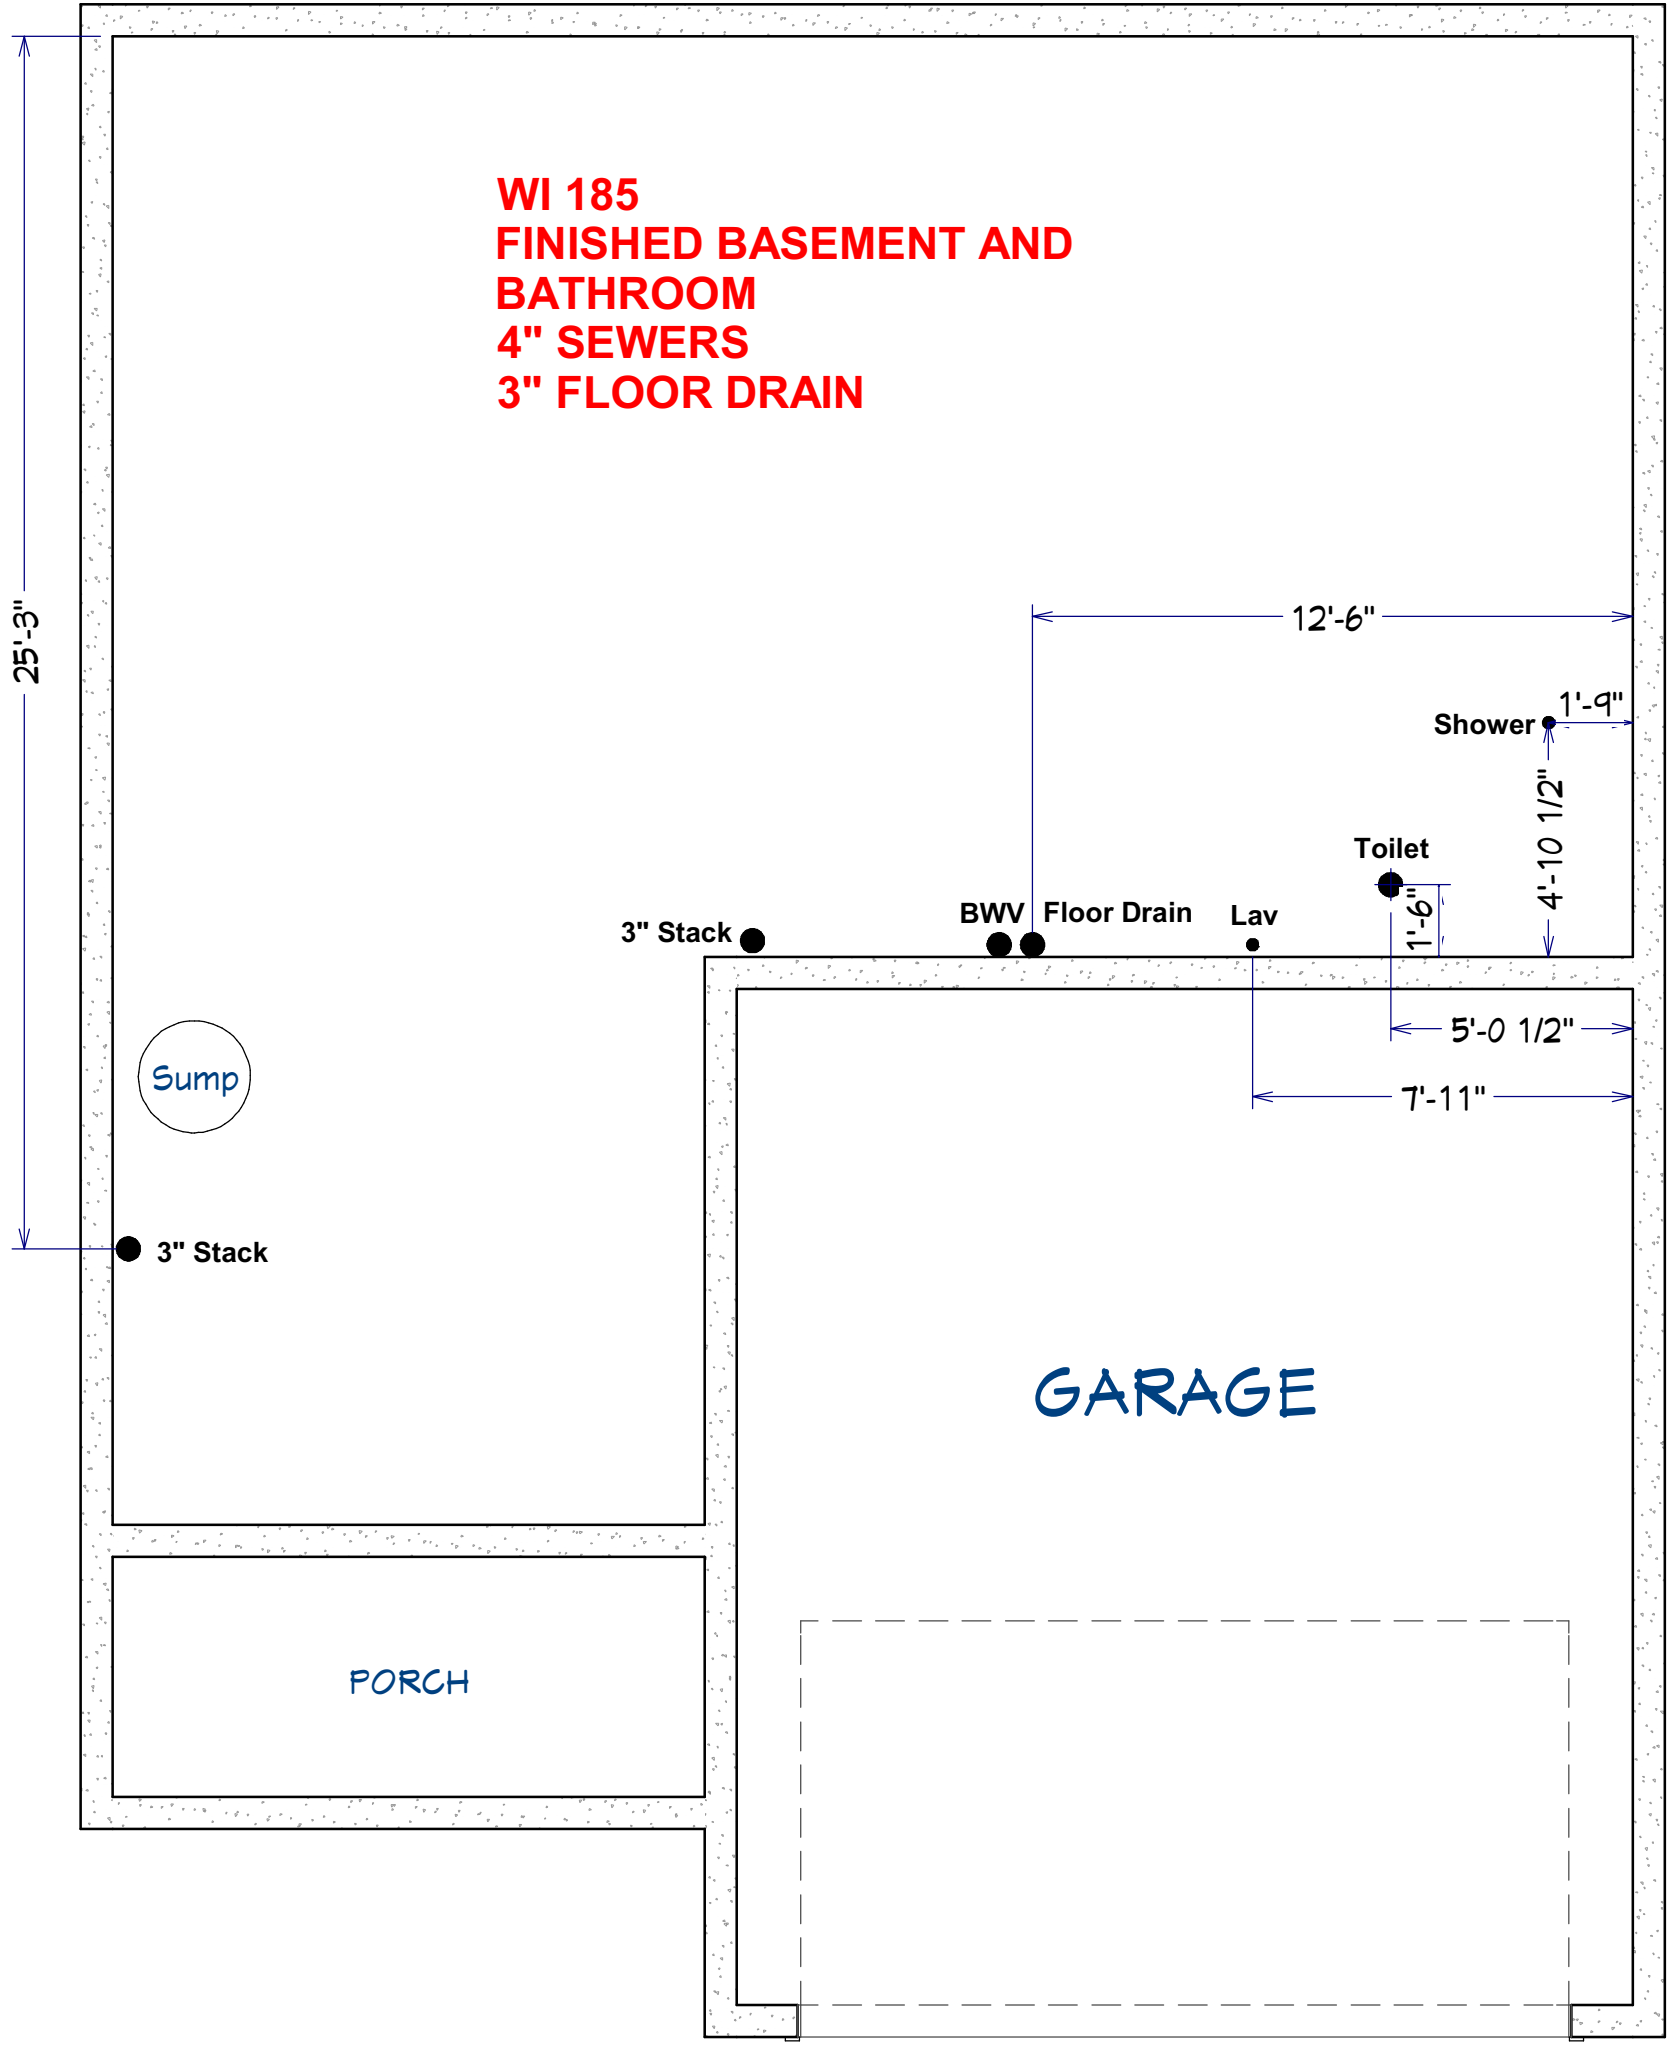 WI 185
FINISHED BASEMENT AND
BATHROOM
4" SEWERS
3" FLOOR DRAIN
25'-3"
12'-6"
1'-9"
Shower
4'-10 1/2"
Toilet
1'-6"
BWV
Floor Drain
Lav
3" Stack
5'-0 1/2"
7'-11"
Sump
3" Stack
GARAGE
PORCH